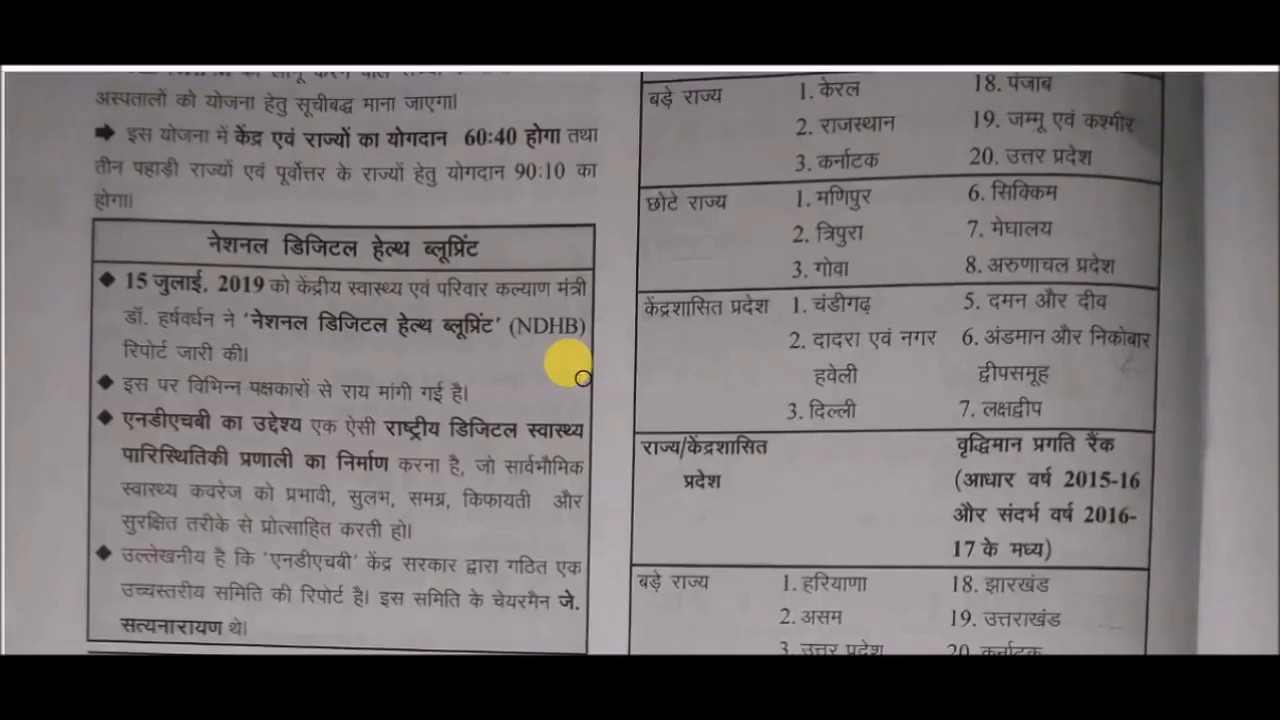 अस्पतालों को योजना हेतु सूचीबद्ध माना जाएगा।
➡ इस योजना में केंद्र एवं राज्यों का योगदान 60:40 होगा तथा
तीन पहाड़ी राज्यों एवं पूर्वोत्तर के राज्यों हेतु योगदान 90:10 का
होगा।
नेशनल डिजिटल हेल्थ ब्लूप्रिंट
◆ 15 जुलाई, 2019 को केंद्रीय स्वास्थ्य एवं परिवार कल्याण मंत्री
डॉ. हर्षवर्धन ने 'नेशनल डिजिटल हेल्थ ब्लूप्रिंट' (NDHB)
रिपोर्ट जारी की।
◆ इस पर विभिन्न पक्षकारों से राय मांगी गई है।
◆ एनडीएचबी का उद्देश्य एक ऐसी राष्ट्रीय डिजिटल स्वास्थ्य
पारिस्थितिकी प्रणाली का निर्माण करना है, जो सार्वभौमिक
स्वास्थ्य कवरेज को प्रभावी, सुलभ, समग्र, किफायती और
सुरक्षित तरीके से प्रोत्साहित करती हो।
◆ उल्लेखनीय है कि 'एनडीएचबी' केंद्र सरकार द्वारा गठित एक
उच्चस्तरीय समिति की रिपोर्ट है। इस समिति के चेयरमैन जे.
सत्यनारायण थे।
बड़े राज्य 1. केरल 18. पंजाब
2. राजस्थान 19. जम्मू एवं कश्मीर
3. कर्नाटक 20. उत्तर प्रदेश
छोटे राज्य 1. मणिपुर 6. सिक्किम
2. त्रिपुरा 7. मेघालय
3. गोवा 8. अरुणाचल प्रदेश
केंद्रशासित प्रदेश 1. चंडीगढ़ 5. दमन और दीव
2. दादरा एवं नगर 6. अंडमान और निकोबार
हवेली द्वीपसमूह
3. दिल्ली 7. लक्षद्वीप
राज्य/केंद्रशासित वृद्धिमान प्रगति रैंक
प्रदेश (आधार वर्ष 2015-16
और संदर्भ वर्ष 2016-
17 के मध्य)
बड़े राज्य 1. हरियाणा 18. झारखंड
2. असम 19. उत्तराखंड
3. उत्तर प्रदेश 20. कर्नाटक